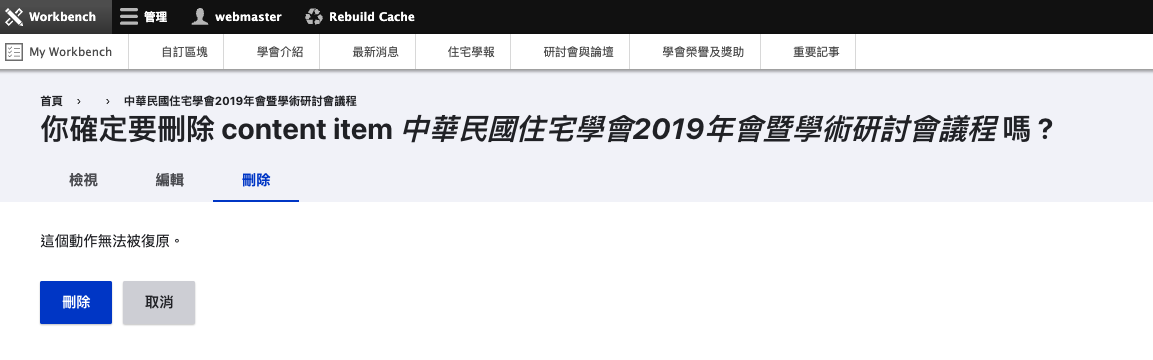 Workbench 管理 webmaster Rebuild Cache
My Workbench 自訂區塊 學會介紹 最新消息 住宅學報 研討會與論壇 學會榮譽及獎助 重要記事
首頁 › › 中華民國住宅學會2019年會暨學術研討會議程
你確定要刪除 content item 中華民國住宅學會2019年會暨學術研討會議程 嗎？
檢視 編輯 刪除
這個動作無法被復原。
刪除 取消